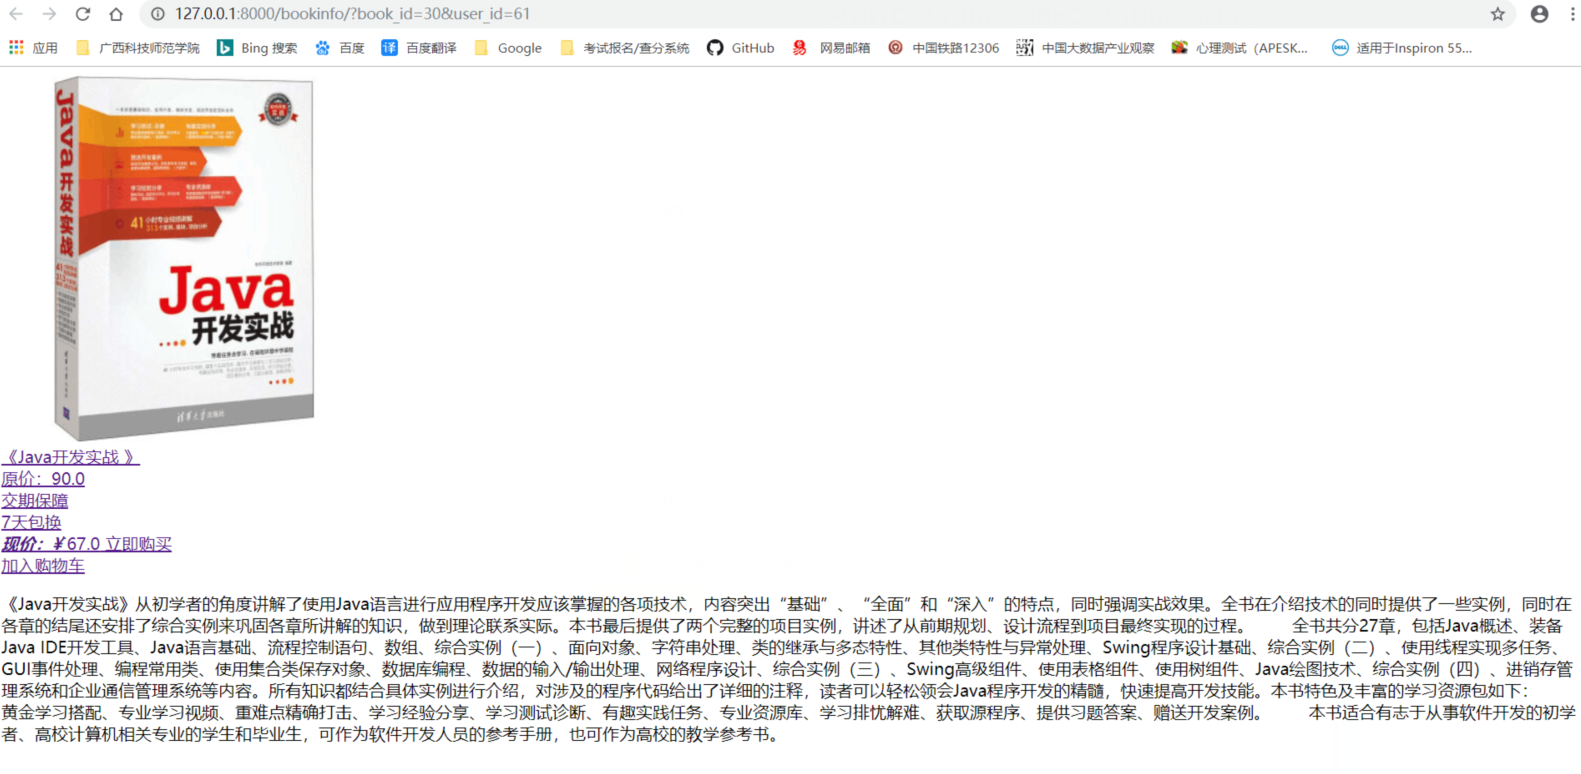 127.0.0.1:8000/bookinfo/?book_id=30&user_id=61
应用 广西科技师范学院 Bing 搜索 百度 译 百度翻译 Google 考试报名/查分系统 GitHub 易 网易邮箱 中国铁路12306 中国大数据产业观察 心理测试（APESK... DELL 适用于Inspiron 55...
Java开发实战
41小时专业视频讲解
Java
开发实战
清华大学出版社
《Java开发实战 》
原价：90.0
交期保障
7天包换
现价：￥67.0 立即购买
加入购物车
《Java开发实战》从初学者的角度讲解了使用Java语言进行应用程序开发应该掌握的各项技术，内容突出“基础”、“全面”和“深入”的特点，同时强调实战效果。全书在介绍技术的同时提供了一些实例，同时在
各章的结尾还安排了综合实例来巩固各章所讲解的知识，做到理论联系实际。本书最后提供了两个完整的项目实例，讲述了从前期规划、设计流程到项目最终实现的过程。 全书共分27章，包括Java概述、装备
Java IDE开发工具、Java语言基础、流程控制语句、数组、综合实例（一）、面向对象、字符串处理、类的继承与多态特性、其他类特性与异常处理、Swing程序设计基础、综合实例（二）、使用线程实现多任务、
GUI事件处理、编程常用类、使用集合类保存对象、数据库编程、数据的输入/输出处理、网络程序设计、综合实例（三）、Swing高级组件、使用表格组件、使用树组件、Java绘图技术、综合实例（四）、进销存管
理系统和企业通信管理系统等内容。所有知识都结合具体实例进行介绍，对涉及的程序代码给出了详细的注释，读者可以轻松领会Java程序开发的精髓，快速提高开发技能。本书特色及丰富的学习资源包如下：
黄金学习搭配、专业学习视频、重难点精确打击、学习经验分享、学习测试诊断、有趣实践任务、专业资源库、学习排忧解难、获取源程序、提供习题答案、赠送开发案例。 本书适合有志于从事软件开发的初学
者、高校计算机相关专业的学生和毕业生，可作为软件开发人员的参考手册，也可作为高校的教学参考书。